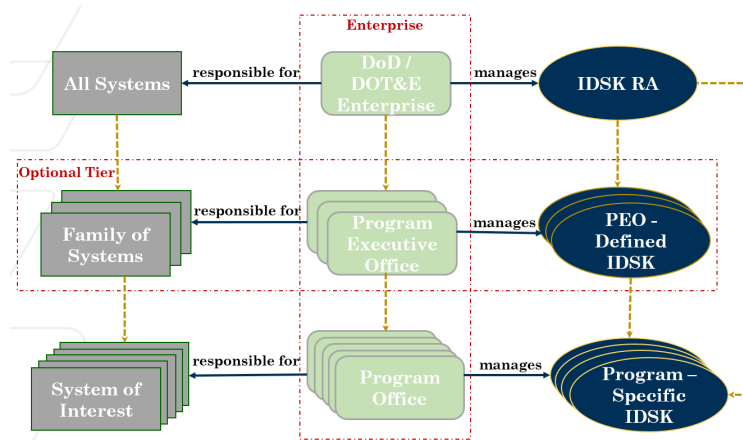 Enterprise
All Systems
responsible for
DoD /
DOT&E
Enterprise
manages
IDSK RA
Optional Tier
Family of
Systems
responsible for
Program
Executive
Office
manages
PEO -
Defined
IDSK
System of
Interest
responsible for
Program
Office
manages
Program –
Specific
IDSK